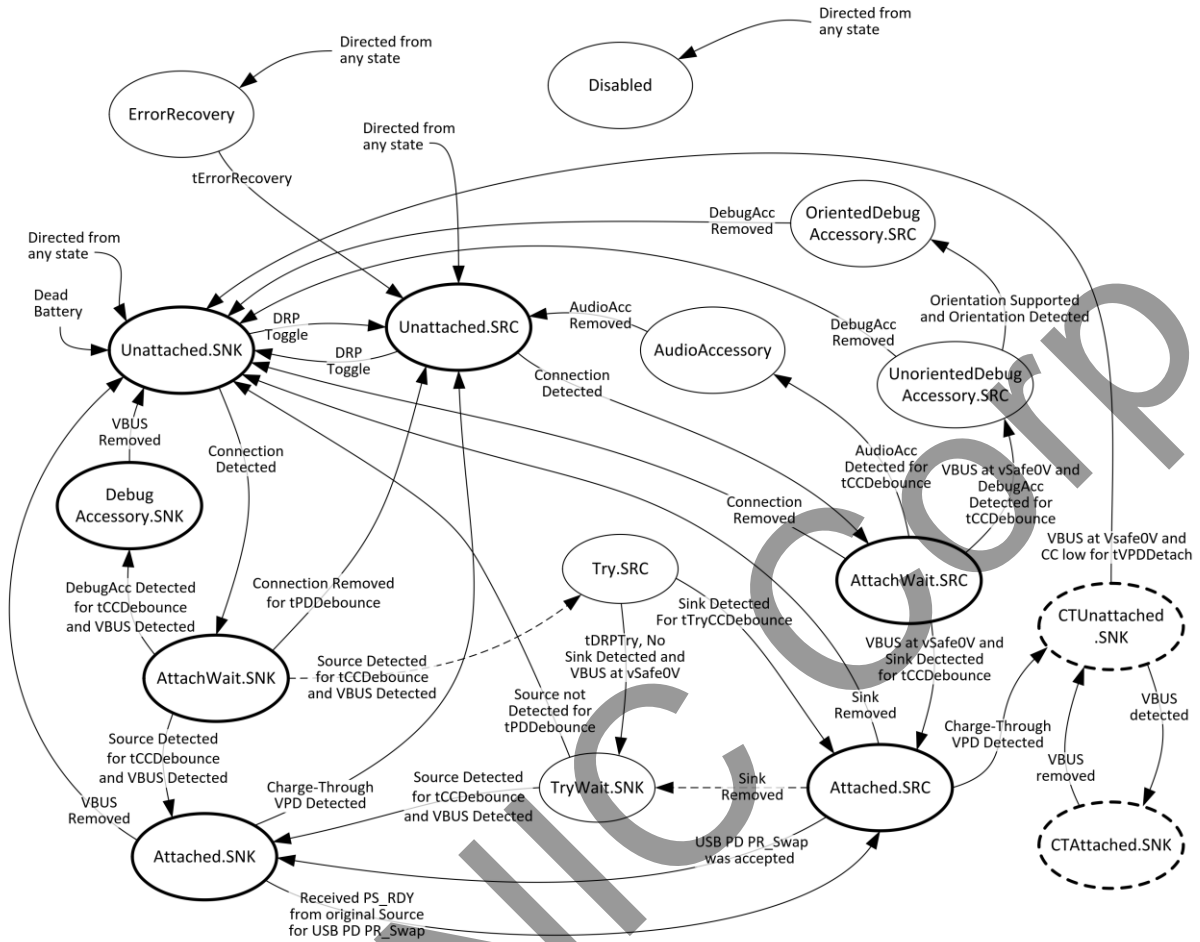 Directed from
any state
Directed from
any state
ErrorRecovery
Disabled
Directed from
any state
tErrorRecovery
OrientedDebug
Accessory.SRC
DebugAcc
Removed
Directed from
any state
Dead
Battery
Unattached.SNK
DRP
Toggle
DRP
Toggle
Unattached.SRC
AudioAcc
Removed
AudioAccessory
DebugAcc
Removed
Orientation Supported
and Orientation Detected
UnorientedDebug
Accessory.SRC
Connection
Detected
VBUS
Removed
Connection
Detected
Debug
Accessory.SNK
AudioAcc
Detected for
tCCDebounce
VBUS at vSafe0V and
DebugAcc
Detected for
tCCDebounce
Connection
Removed
VBUS at Vsafe0V and
CC low for tVPDDetach
DebugAcc Detected
for tCCDebounce
and VBUS Detected
Connection Removed
for tPDDebounce
Try.SRC
AttachWait.SRC
Sink Detected
For tTryCCDebounce
CTUnattached
.SNK
AttachWait.SNK
Source Detected
for tCCDebounce
and VBUS Detected
tDRPTry, No
Sink Detected and
VBUS at vSafe0V
VBUS at vSafe0V and
Sink Dectected
for tCCDebounce
Source not
Detected for
tPDDebounce
Sink
Removed
Charge-Through
VPD Detected
VBUS
detected
Source Detected
for tCCDebounce
and VBUS Detected
VBUS
Removed
Charge-Through
VPD Detected
Source Detected
for tCCDebounce
and VBUS Detected
TryWait.SNK
Sink
Removed
Attached.SRC
VBUS
removed
Attached.SNK
USB PD PR_Swap
was accepted
CTAttached.SNK
Received PS_RDY
from original Source
for USB PD PR_Swap
Corp